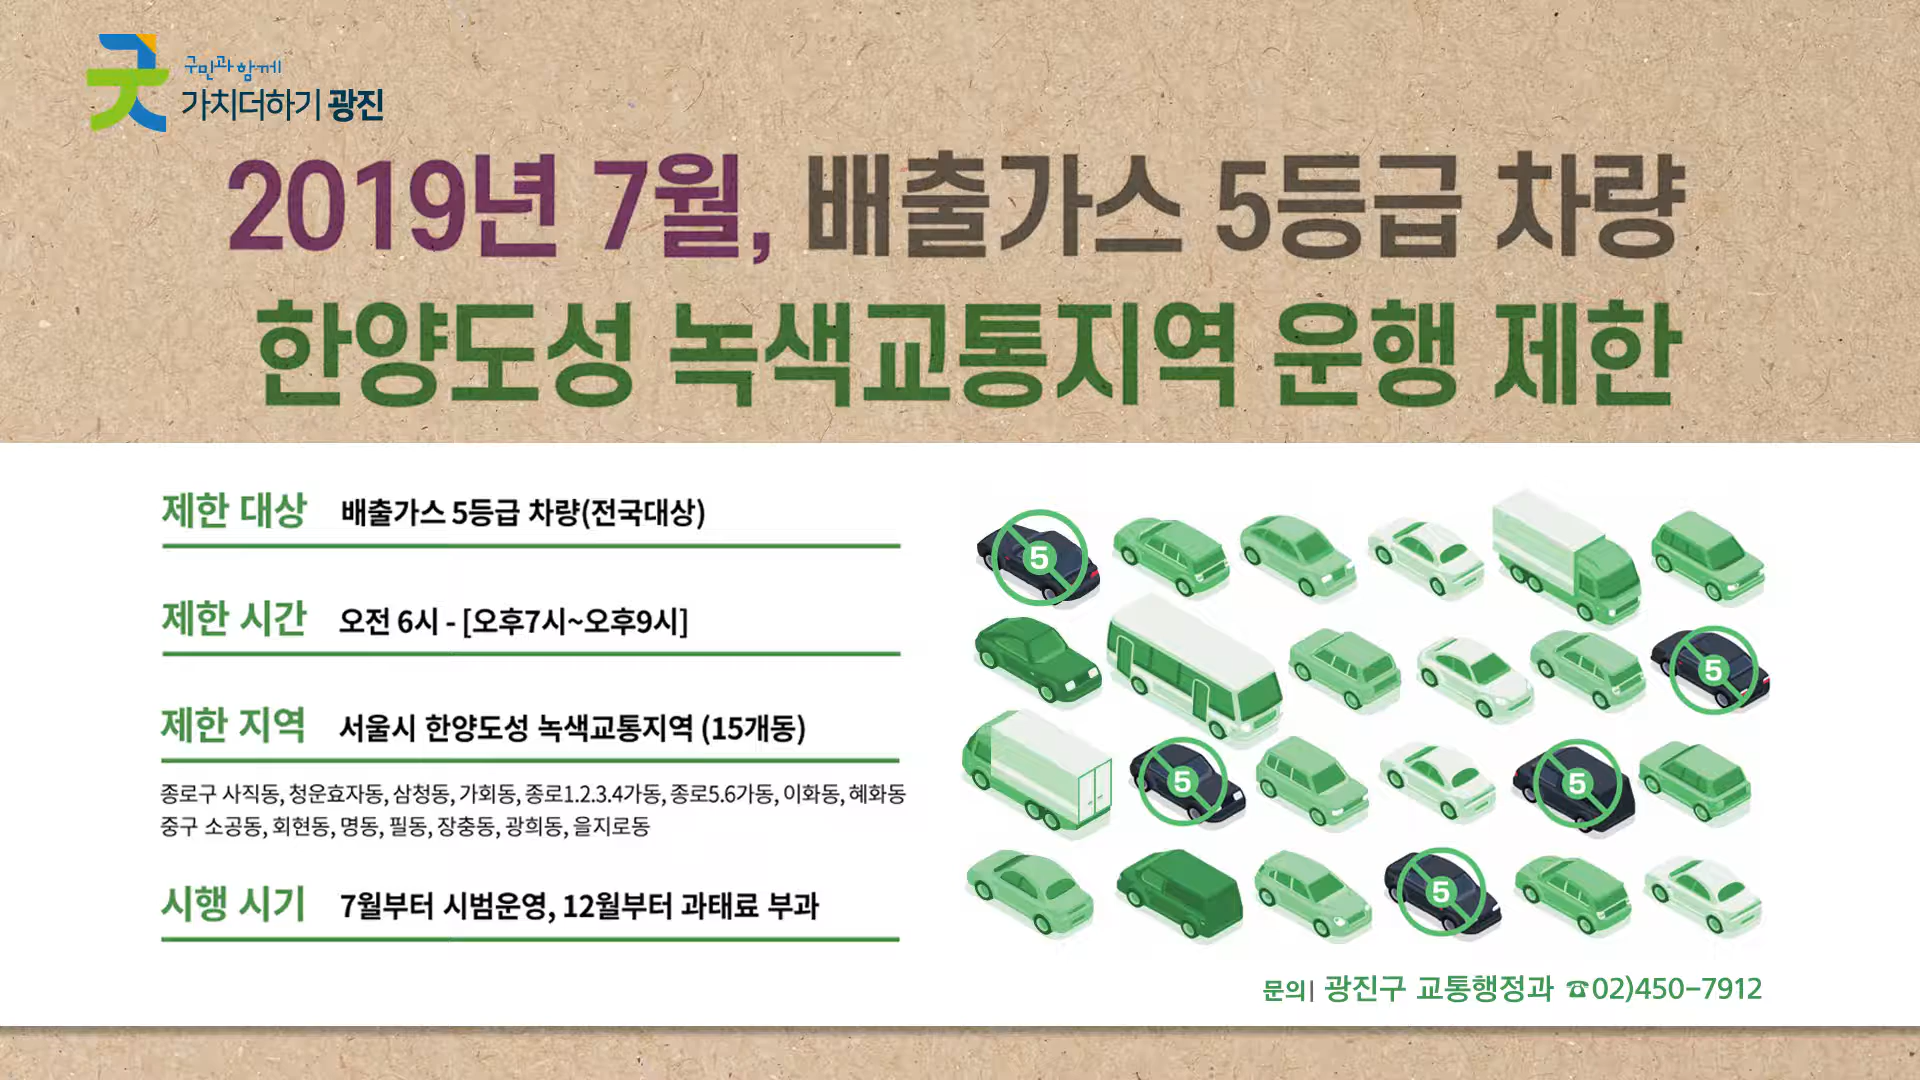 굿
구민과 함께
가치더하기 광진
2019년 7월, 배출가스 5등급 차량
한양도성 녹색교통지역 운행 제한
제한 대상 배출가스 5등급 차량(전국대상)
제한 시간 오전 6시 - [오후7시~오후9시]
제한 지역 서울시 한양도성 녹색교통지역 (15개동)
종로구 사직동, 청운효자동, 삼청동, 가회동, 종로1.2.3.4가동, 종로5.6가동, 이화동, 혜화동
중구 소공동, 회현동, 명동, 필동, 장충동, 광희동, 을지로동
시행 시기 7월부터 시범운영, 12월부터 과태료 부과
5
5
5
5
5
문의| 광진구 교통행정과 ☎02)450-7912